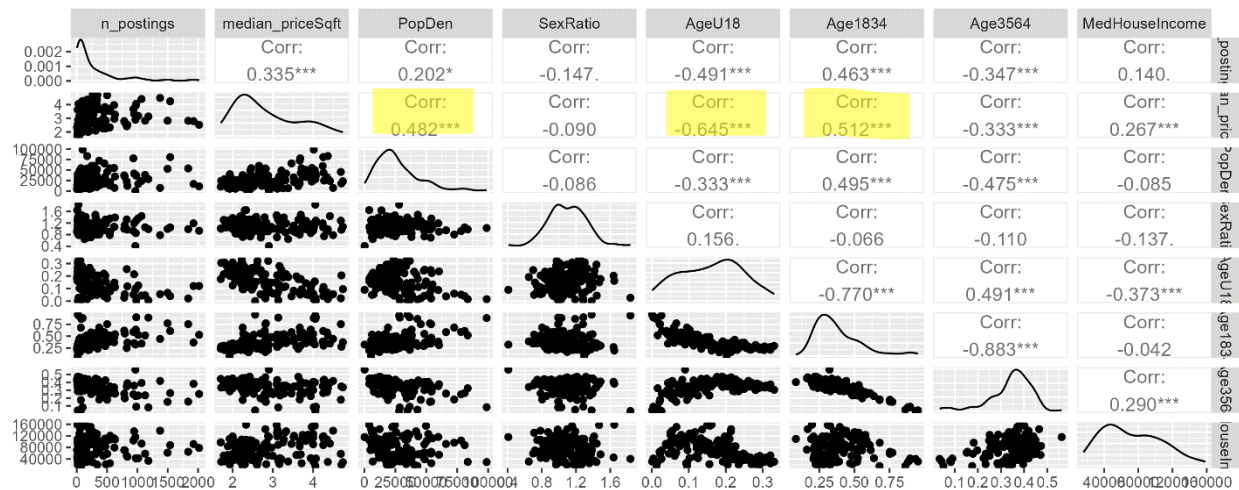 n_postings median_priceSqft PopDen SexRatio AgeU18 Age1834 Age3564 MedHouseIncome
Corr: Corr: Corr: Corr: Corr: Corr: Corr:
0.335*** 0.202* -0.147. -0.491*** 0.463*** -0.347*** 0.140.
0.002
0.001
0.000
Corr: Corr: Corr: Corr: Corr: Corr:
0.482*** -0.090 -0.645*** 0.512*** -0.333*** 0.267***
4
3
2
Corr: Corr: Corr: Corr: Corr:
-0.086 -0.333*** 0.495*** -0.475*** -0.085
100000
75000
50000
25000
0
PopDen
Corr: Corr: Corr: Corr:
0.156. -0.066 -0.110 -0.137.
1.6
1.2
0.8
0.4
Corr: Corr: Corr:
-0.770*** 0.491*** -0.373***
0.3
0.2
0.1
0.0
Corr: Corr:
-0.883*** -0.042
0.75
0.50
0.25
Corr:
0.290***
0.5
0.4
0.3
0.2
0.1
160000
120000
80000
40000
0 500 1000 1500 2000 2 3 4 0 25000 50000 75000 100000 0.4 0.8 1.2 1.6 0.0 0.1 0.2 0.3 0.25 0.50 0.75 0.1 0.2 0.3 0.4 0.5 40000 80000 120000 160000